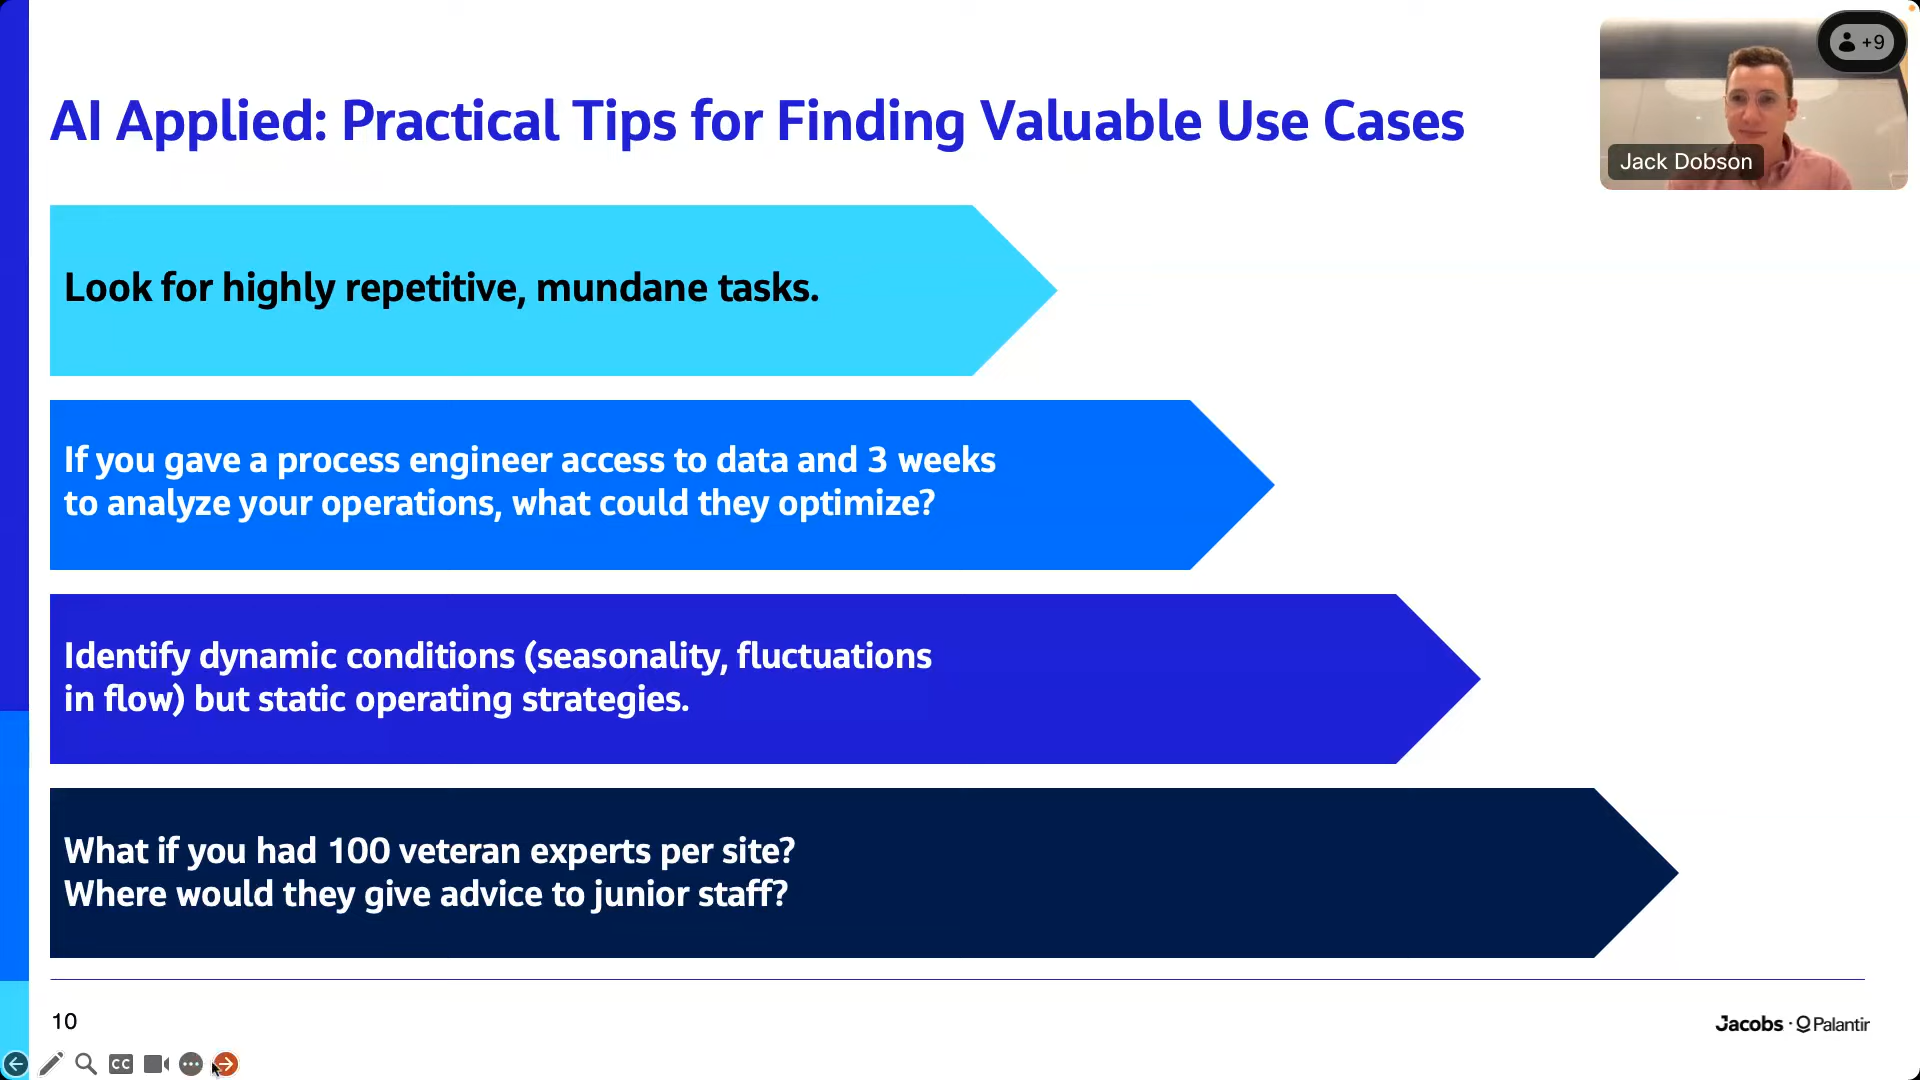 +9
AI Applied: Practical Tips for Finding Valuable Use Cases
Jack Dobson
Look for highly repetitive, mundane tasks.
If you gave a process engineer access to data and 3 weeks
to analyze your operations, what could they optimize?
Identify dynamic conditions (seasonality, fluctuations
in flow) but static operating strategies.
What if you had 100 veteran experts per site?
Where would they give advice to junior staff?
10
Jacobs · Palantir
CC